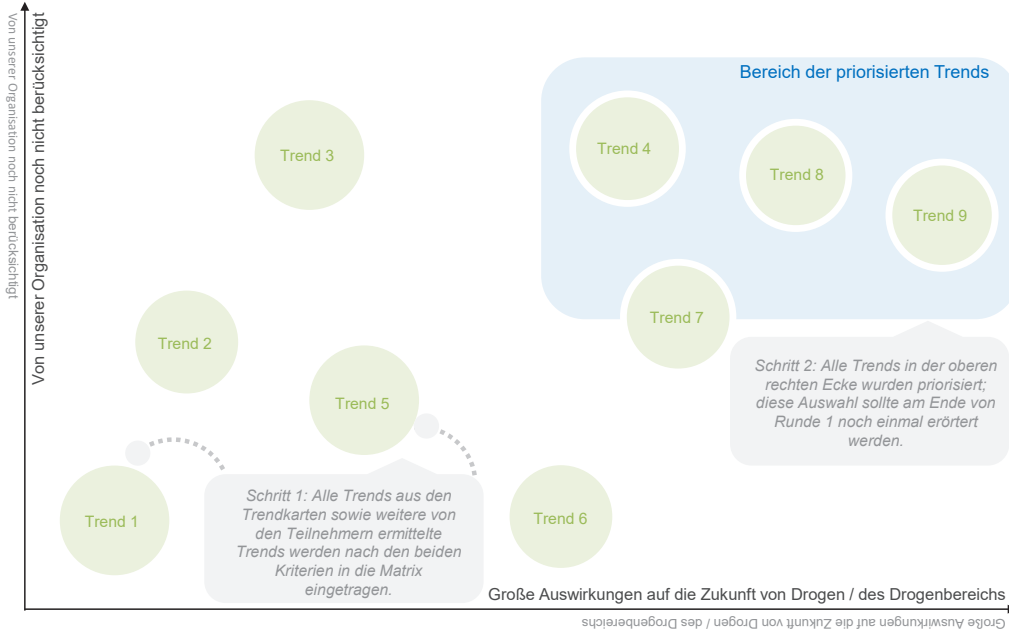 Von unserer Organisation noch nicht berücksichtigt
Von unserer Organisation noch nicht berücksichtigt
Bereich der priorisierten Trends
Trend 3
Trend 4
Trend 8
Trend 9
Trend 2
Trend 7
Trend 5
Schritt 2: Alle Trends in der oberen
rechten Ecke wurden priorisiert;
diese Auswahl sollte am Ende von
Runde 1 noch einmal erörtert
werden.
Trend 1
Schritt 1: Alle Trends aus den
Trendkarten sowie weitere von
den Teilnehmern ermittelte
Trends werden nach den beiden
Kriterien in die Matrix
eingetragen.
Trend 6
Große Auswirkungen auf die Zukunft von Drogen / des Drogenbereichs
Große Auswirkungen auf die Zukunft von Drogen / des Drogenbereichs